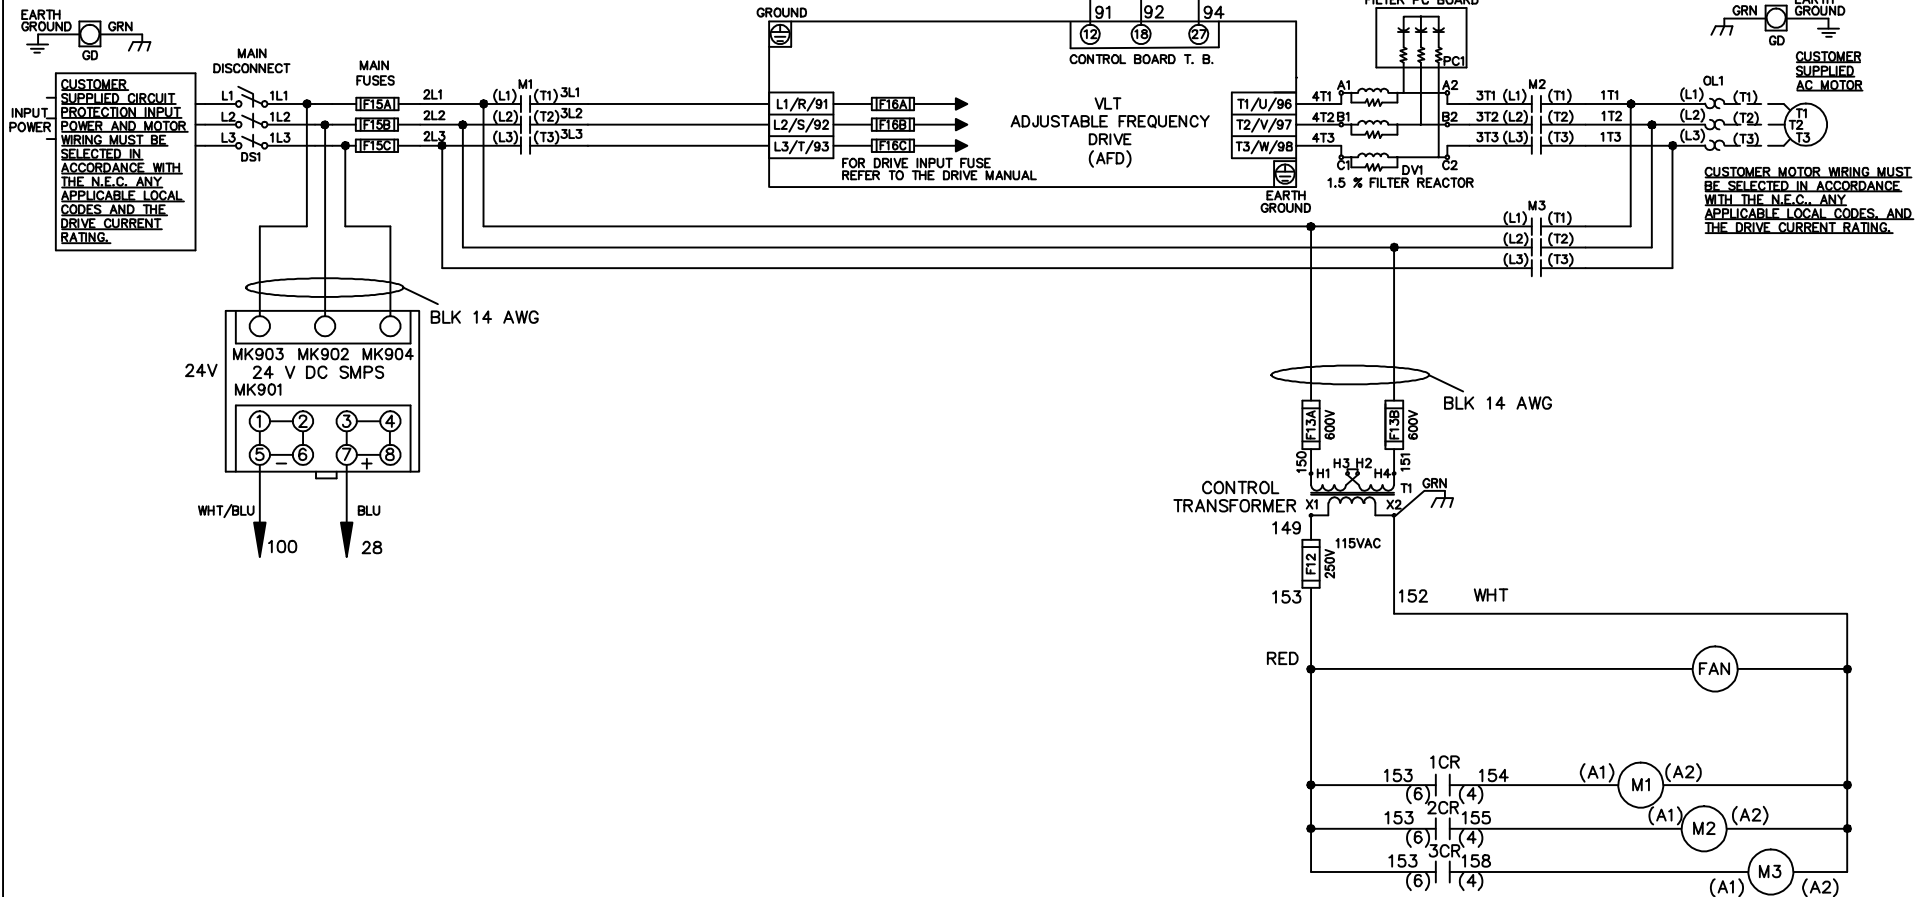 EARTH
GROUND
GRN
GD
GROUND
91
92
94
12
18
27
CONTROL BOARD T. B.
FILTER PC BOARD
PC1
GRN
EARTH
GROUND
GD
CUSTOMER
SUPPLIED
AC MOTOR
INPUT
POWER
CUSTOMER
SUPPLIED CIRCUIT
PROTECTION INPUT
POWER AND MOTOR
WIRING MUST BE
SELECTED IN
ACCORDANCE WITH
THE N.E.C. ANY
APPLICABLE LOCAL
CODES AND THE
DRIVE CURRENT
RATING.
MAIN
DISCONNECT
L1 1L1
L2 1L2
L3 1L3
DS1
MAIN
FUSES
F15A
F15B
F15C
2L1
2L2
2L3
M1
(L1) (T1) 3L1
(L2) (T2) 3L2
(L3) (T3) 3L3
L1/R/91
L2/S/92
L3/T/93
F16A
F16B
F16C
FOR DRIVE INPUT FUSE
REFER TO THE DRIVE MANUAL
VLT
ADJUSTABLE FREQUENCY
DRIVE
(AFD)
T1/U/96
T2/V/97
T3/W/98
EARTH
GROUND
4T1 A1 A2
4T2 B1 B2
4T3 C1 C2
DV1
1.5 % FILTER REACTOR
M2
3T1 (L1) (T1) 1T1
3T2 (L2) (T2) 1T2
3T3 (L3) (T3) 1T3
OL1
(L1) (T1)
(L2) (T2)
(L3) (T3)
T1
T2
T3
CUSTOMER MOTOR WIRING MUST
BE SELECTED IN ACCORDANCE
WITH THE N.E.C., ANY
APPLICABLE LOCAL CODES, AND
THE DRIVE CURRENT RATING.
M3
(L1) (T1)
(L2) (T2)
(L3) (T3)
BLK 14 AWG
24V
MK903 MK902 MK904
24 V DC SMPS
MK901
1 2 3 4
5 6 7 8
- +
WHT/BLU
BLU
100
28
BLK 14 AWG
F13A
600V
F13B
600V
150
151
H1 H3 H2 H4
T1
GRN
CONTROL
TRANSFORMER
X1 X2
149
115VAC
F12
250V
153
152
WHT
RED
FAN
1CR
153 154
(6) (4)
(A1) M1 (A2)
2CR
153 155
(6) (4)
(A1) M2 (A2)
3CR
153 158
(6) (4)
(A1) M3 (A2)